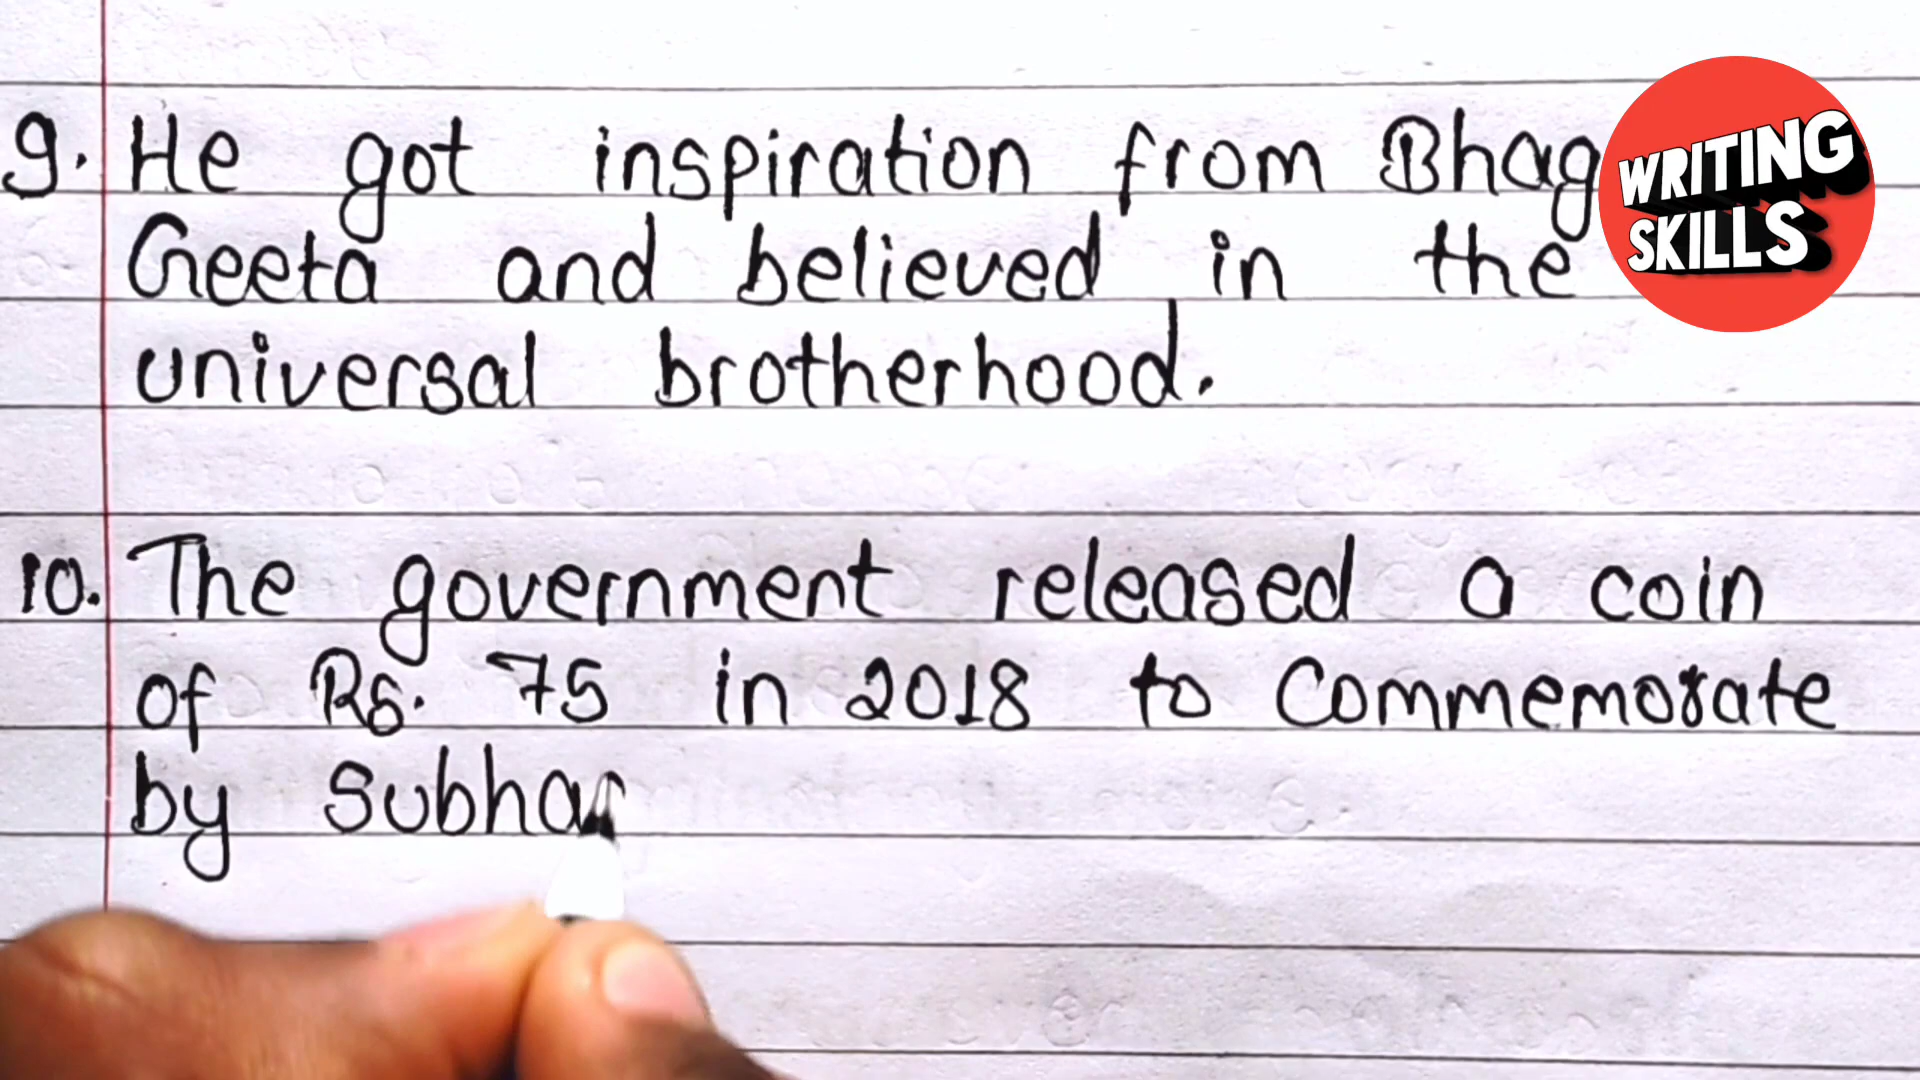 9. He got inspiration from Bhag
Geeta and believed in the
universal brotherhood.
10. The government released a coin
of Rs. 75 in 2018 to Commemorate
by Subhas
WRITING
SKILLS